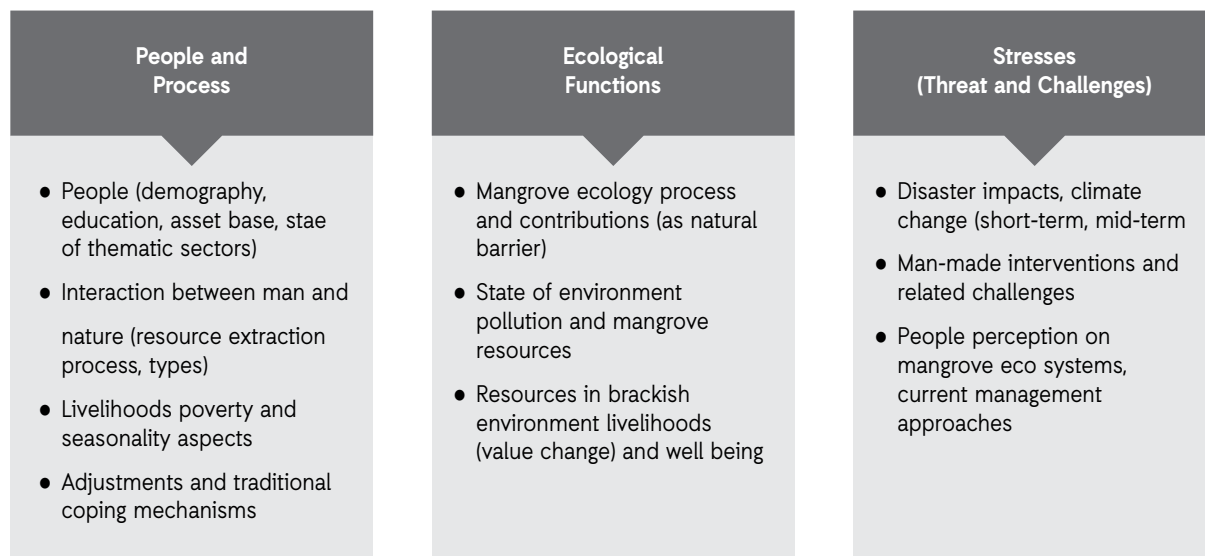 People and
Process
● People (demography,
education, asset base, stae
of thematic sectors)
● Interaction between man and
nature (resource extraction
process, types)
● Livelihoods poverty and
seasonality aspects
● Adjustments and traditional
coping mechanisms
Ecological
Functions
● Mangrove ecology process
and contributions (as natural
barrier)
● State of environment
pollution and mangrove
resources
● Resources in brackish
environment livelihoods
(value change) and well being
Stresses
(Threat and Challenges)
● Disaster impacts, climate
change (short-term, mid-term
● Man-made interventions and
related challenges
● People perception on
mangrove eco systems,
current management
approaches